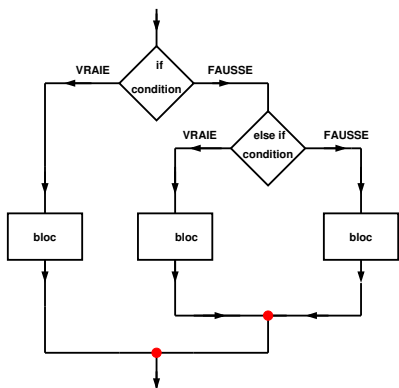 if
condition
VRAIE
FAUSSE
else if
condition
VRAIE
FAUSSE
bloc
bloc
bloc